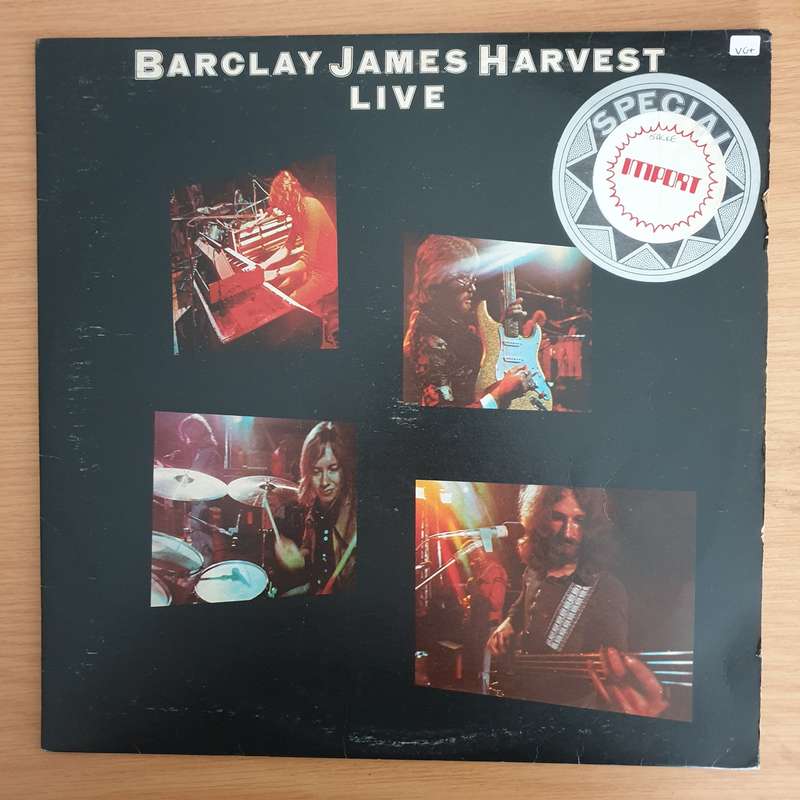 BARCLAY JAMES HARVEST
LIVE
VG+
SPECIAL
IMPORT